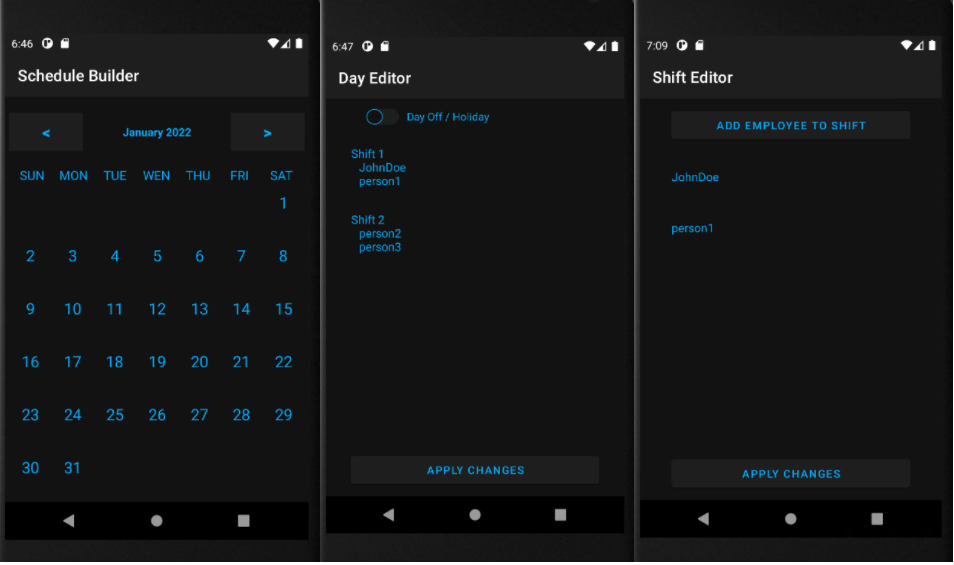 6:46
Schedule Builder
< January 2022 >
SUN MON TUE WEN THU FRI SAT
1
2 3 4 5 6 7 8
9 10 11 12 13 14 15
16 17 18 19 20 21 22
23 24 25 26 27 28 29
30 31
6:47
Day Editor
Day Off / Holiday
Shift 1
JohnDoe
person1
Shift 2
person2
person3
APPLY CHANGES
7:09
Shift Editor
ADD EMPLOYEE TO SHIFT
JohnDoe
person1
APPLY CHANGES